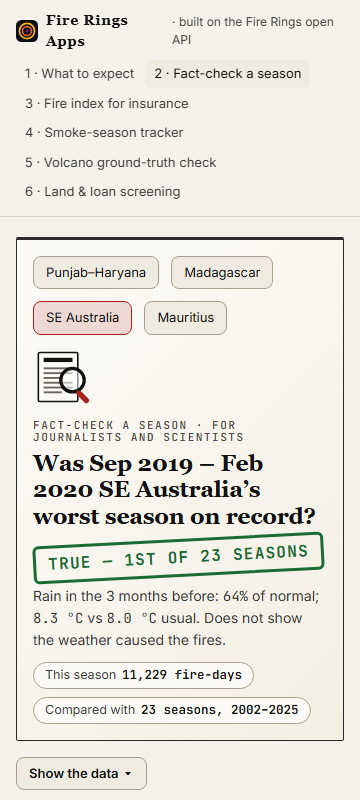 Fire Rings Apps
· built on the Fire Rings open API
1 · What to expect
2 · Fact-check a season
3 · Fire index for insurance
4 · Smoke-season tracker
5 · Volcano ground-truth check
6 · Land & loan screening
Punjab–Haryana
Madagascar
SE Australia
Mauritius
FACT-CHECK A SEASON · FOR
JOURNALISTS AND SCIENTISTS
Was Sep 2019 – Feb
2020 SE Australia’s
worst season on record?
TRUE — 1ST OF 23 SEASONS
Rain in the 3 months before: 64% of normal;
8.3 °C vs 8.0 °C usual. Does not show
the weather caused the fires.
This season 11,229 fire-days
Compared with 23 seasons, 2002–2025
Show the data